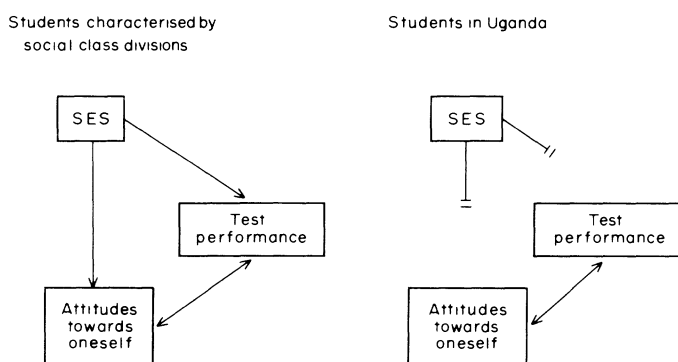 Students characterised by
social class divisions
Students in Uganda
SES
SES
Test
performance
Test
performance
Attitudes
towards
oneself
Attitudes
towards
oneself